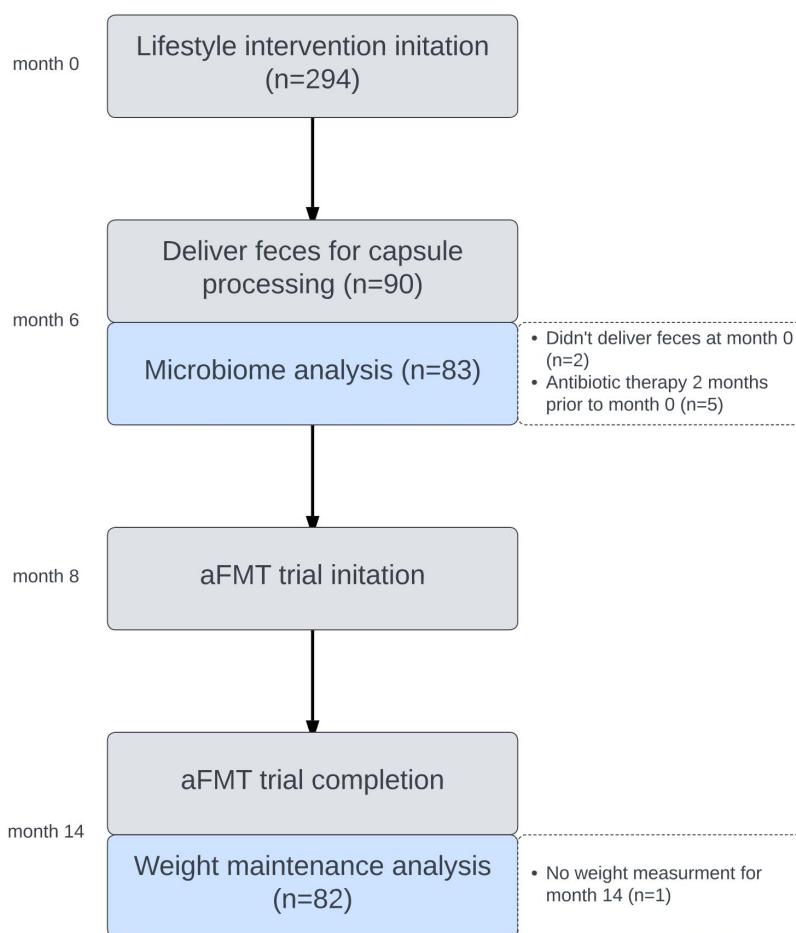 month 0
Lifestyle intervention initation
(n=294)
month 6
Deliver feces for capsule
processing (n=90)
Microbiome analysis (n=83)
• Didn't deliver feces at month 0
(n=2)
• Antibiotic therapy 2 months
prior to month 0 (n=5)
month 8
aFMT trial initation
month 14
aFMT trial completion
Weight maintenance analysis
(n=82)
• No weight measurment for
month 14 (n=1)